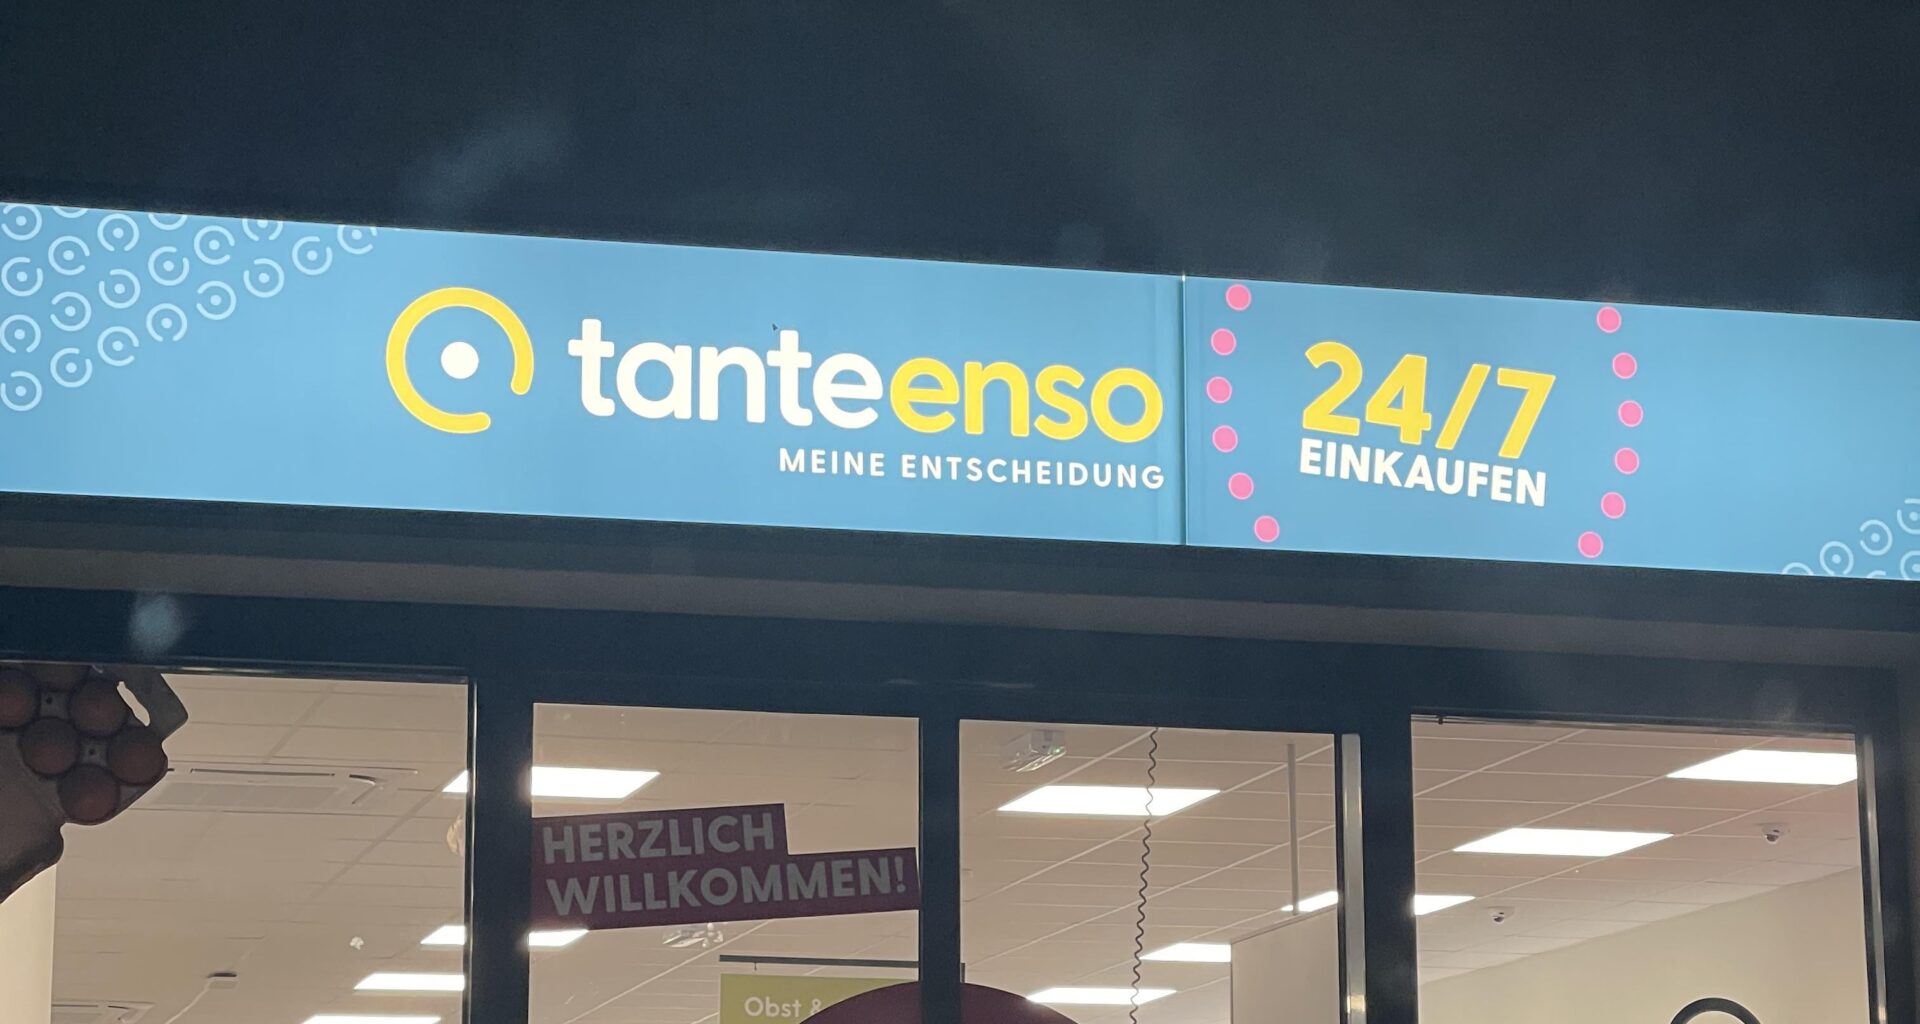 tanteenso
MEINE ENTSCHEIDUNG
24/7
EINKAUFEN
HERZLICH
WILLKOMMEN!
Obst &